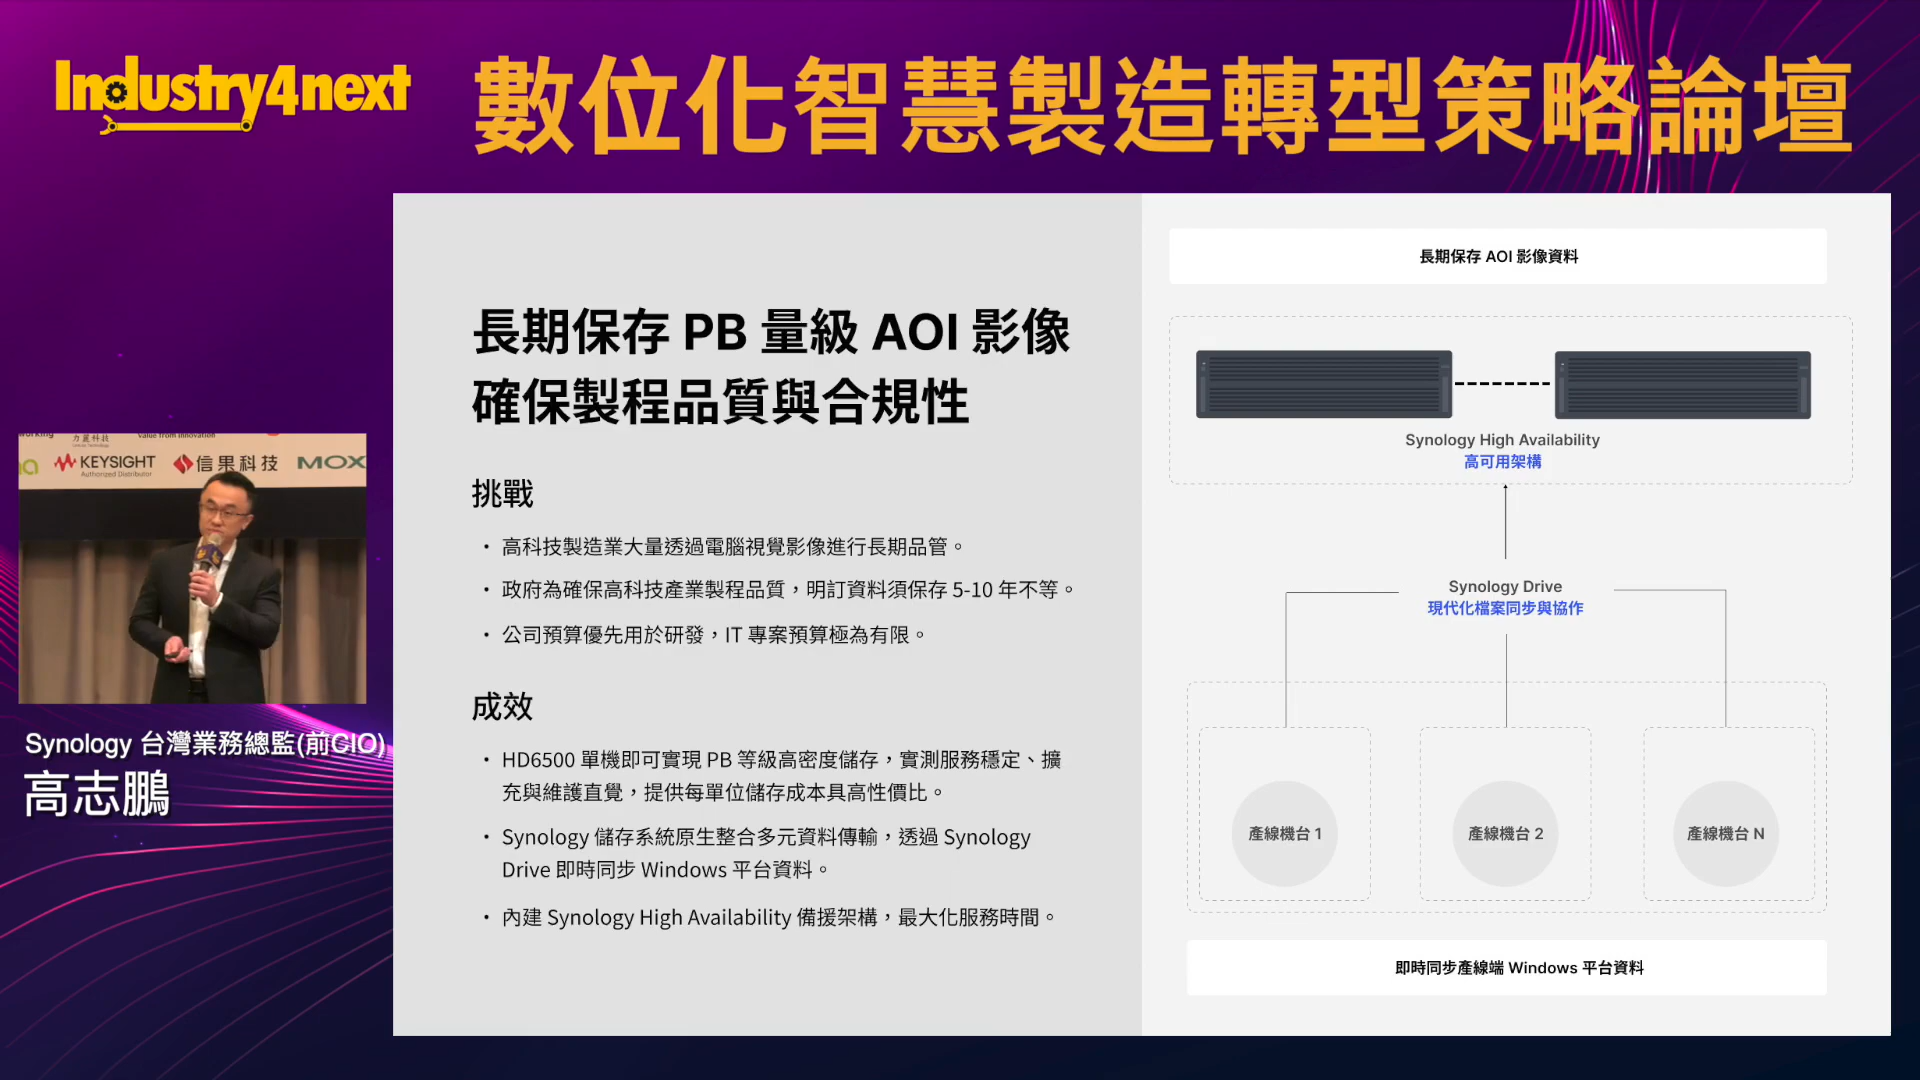 Industry4next
數位化智慧製造轉型策略論壇
長期保存 PB 量級 AOI 影像
確保製程品質與合規性
挑戰
・高科技製造業大量透過電腦視覺影像進行長期品管。
・政府為確保高科技產業製程品質，明訂資料須保存 5-10 年不等。
・公司預算優先用於研發，IT 專案預算極為有限。
成效
・HD6500 單機即可實現 PB 等級高密度儲存，實測服務穩定、擴
充與維護直覺，提供每單位儲存成本具高性價比。
・Synology 儲存系統原生整合多元資料傳輸，透過 Synology
Drive 即時同步 Windows 平台資料。
・內建 Synology High Availability 備援架構，最大化服務時間。
長期保存 AOI 影像資料
Synology High Availability
高可用架構
Synology Drive
現代化檔案同步與協作
產線機台 1
產線機台 2
產線機台 N
即時同步產線端 Windows 平台資料
力麗科技
value from innovation
KEYSIGHT
Authorized Distributor
信果科技
MOX
Synology 台灣業務總監(前CIO)
高志鵬